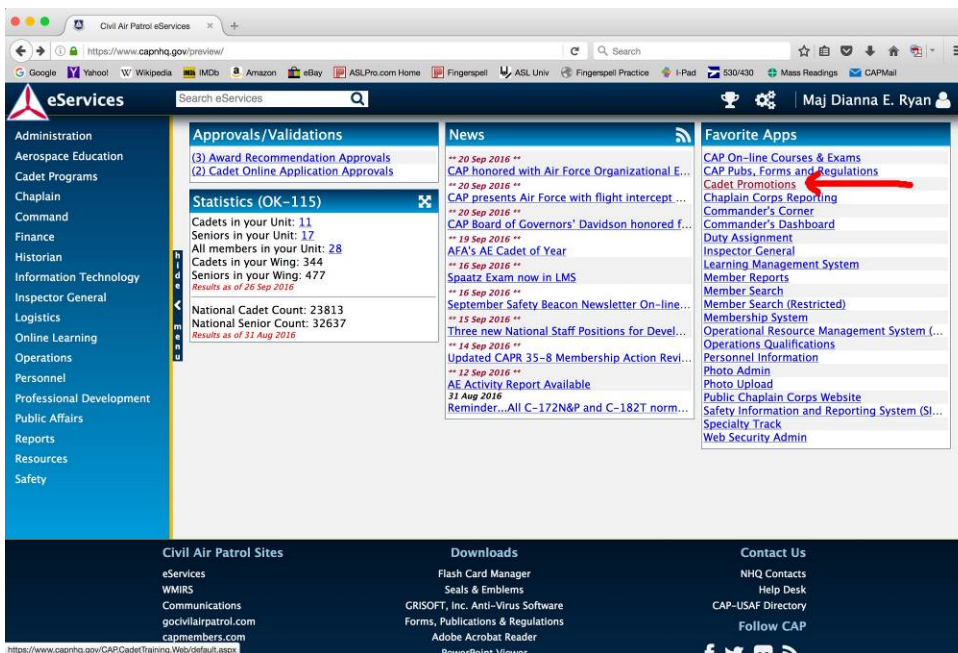 Civil Air Patrol eServices
https://www.capnhq.gov/preview/
Search
Google Yahoo! Wikipedia IMDb Amazon eBay ASLPro.com Home Fingerspell ASL Univ Fingerspell Practice I-Pad 530/430 Mass Readings CAPMail
eServices
Search eServices
Maj Dianna E. Ryan
Administration
Aerospace Education
Cadet Programs
Chaplain
Command
Finance
Historian
Information Technology
Inspector General
Logistics
Online Learning
Operations
Personnel
Professional Development
Public Affairs
Reports
Resources
Safety
hide menu
Approvals/Validations
(3) Award Recommendation Approvals
(2) Cadet Online Application Approvals
Statistics (OK-115)
Cadets in your Unit: 11
Seniors in your Unit: 17
All members in your Unit: 28
Cadets in your Wing: 344
Seniors in your Wing: 477
Results as of 26 Sep 2016
National Cadet Count: 23813
National Senior Count: 32637
Results as of 31 Aug 2016
News
** 20 Sep 2016 **
CAP honored with Air Force Organizational E...
** 20 Sep 2016 **
CAP presents Air Force with flight intercept ...
** 20 Sep 2016 **
CAP Board of Governors' Davidson honored f...
** 19 Sep 2016 **
AFA's AE Cadet of Year
** 16 Sep 2016 **
Spaatz Exam now in LMS
** 16 Sep 2016 **
September Safety Beacon Newsletter On-line...
** 15 Sep 2016 **
Three new National Staff Positions for Devel...
** 14 Sep 2016 **
Updated CAPR 35-8 Membership Action Revi...
** 12 Sep 2016 **
AE Activity Report Available
31 Aug 2016
Reminder...All C-172N&P and C-182T norm...
Favorite Apps
CAP On-line Courses & Exams
CAP Pubs, Forms and Regulations
Cadet Promotions
Chaplain Corps Reporting
Commander's Corner
Commander's Dashboard
Duty Assignment
Inspector General
Learning Management System
Member Reports
Member Search
Member Search (Restricted)
Membership System
Operational Resource Management System (...
Operations Qualifications
Personnel Information
Photo Admin
Photo Upload
Public Chaplain Corps Website
Safety Information and Reporting System (SI...
Specialty Track
Web Security Admin
Civil Air Patrol Sites
eServices
WMIRS
Communications
gocivilairpatrol.com
capmembers.com
Downloads
Flash Card Manager
Seals & Emblems
GRISOFT, Inc. Anti-Virus Software
Forms, Publications & Regulations
Adobe Acrobat Reader
PowerPoint Viewer
Contact Us
NHQ Contacts
Help Desk
CAP-USAF Directory
Follow CAP
https://www.capnhq.gov/CAP.CadetTraining.Web/default.aspx